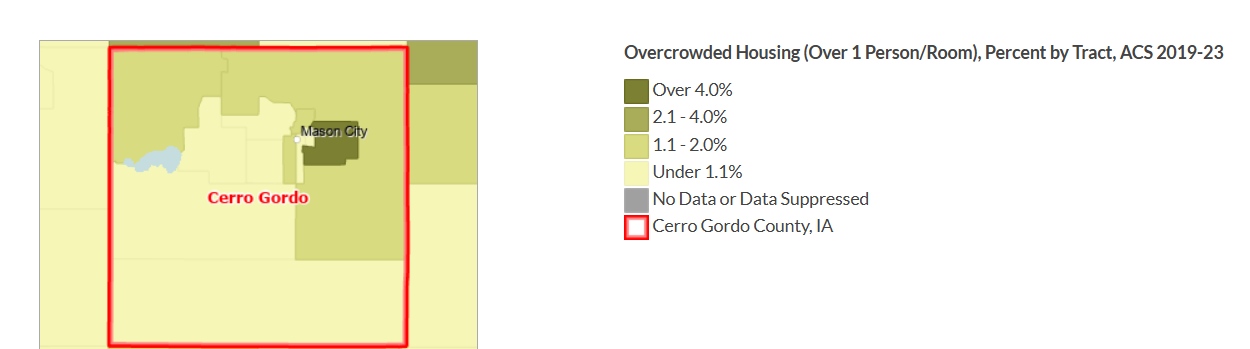 Overcrowded Housing (Over 1 Person/Room), Percent by Tract, ACS 2019-23
Over 4.0%
2.1 - 4.0%
1.1 - 2.0%
Under 1.1%
No Data or Data Suppressed
Cerro Gordo County, IA
Mason City
Cerro Gordo